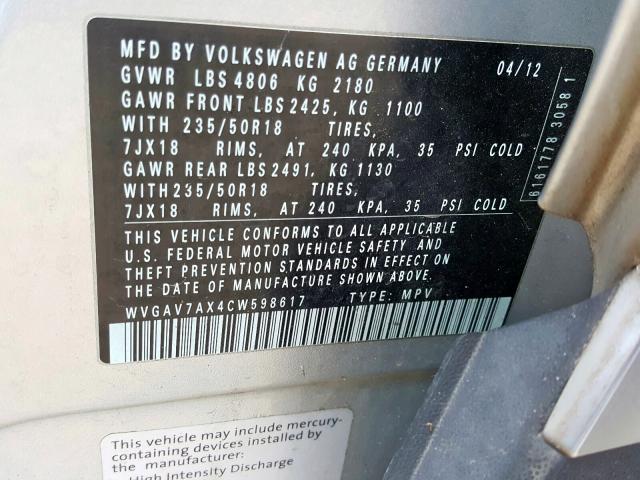 MFD BY VOLKSWAGEN AG GERMANY 04/12
GVWR LBS 4806 KG 2180
GAWR FRONT LBS 2425, KG 1100
WITH 235/50R18 TIRES,
7JX18 RIMS, AT 240 KPA, 35 PSI COLD
GAWR REAR LBS 2491, KG 1130
WITH 235/50R18 TIRES,
7JX18 RIMS, AT 240 KPA, 35 PSI COLD
THIS VEHICLE CONFORMS TO ALL APPLICABLE
U.S. FEDERAL MOTOR VEHICLE SAFETY AND
THEFT PREVENTION STANDARDS IN EFFECT ON
THE DATE OF MANUFACTURE SHOWN ABOVE.
WVGAV7AX4CW598617 TYPE: MPV
6161778 3058 1
This vehicle may include mercury-
containing devices installed by
the manufacturer:
High Intensity Discharge